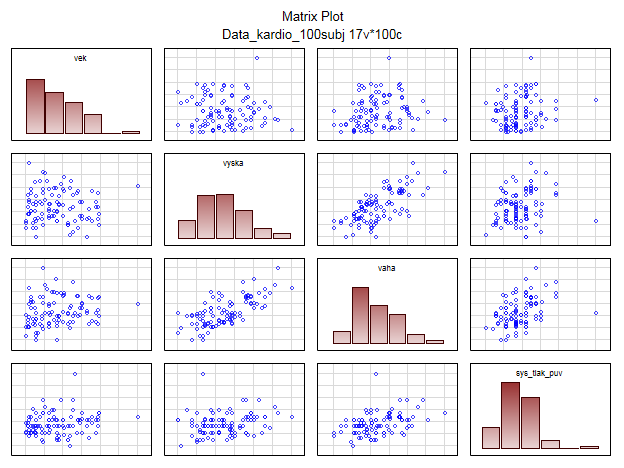 Matrix Plot
Data_kardio_100subj 17v*100c
vek
vyska
vaha
sys_tlak_puv